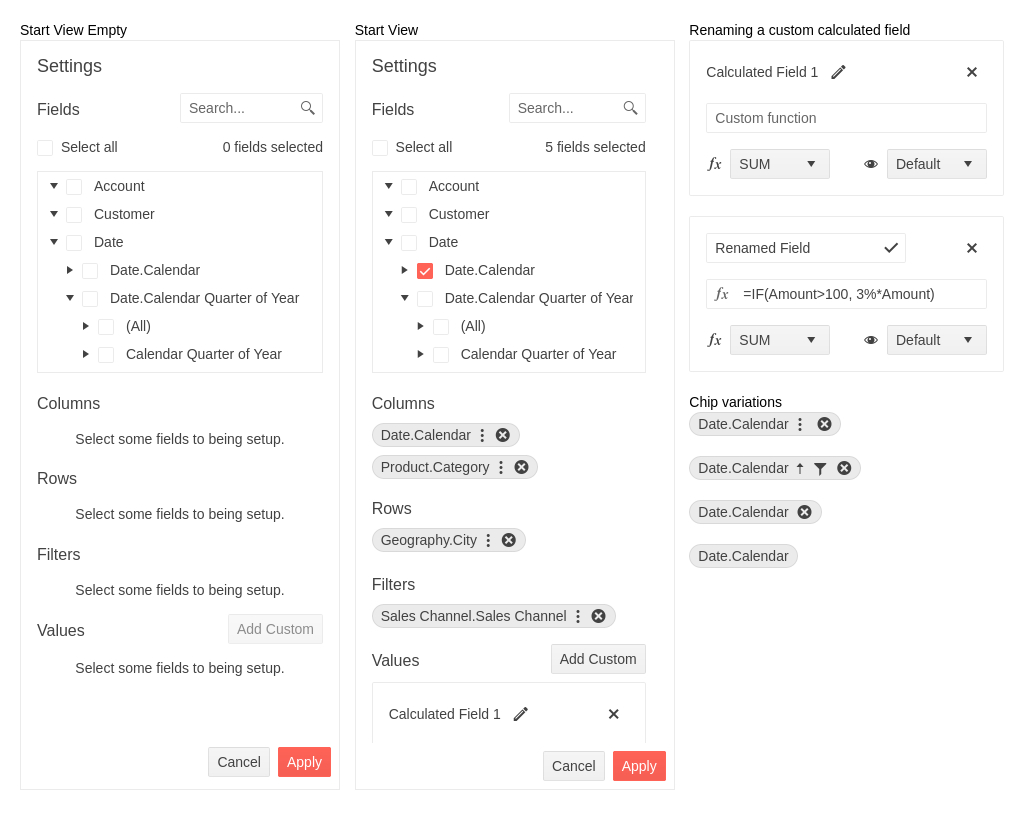 Start View Empty
Settings
Fields
Search...
Select all
0 fields selected
Account
Customer
Date
Date.Calendar
Date.Calendar Quarter of Year
(All)
Calendar Quarter of Year
Columns
Select some fields to being setup.
Rows
Select some fields to being setup.
Filters
Select some fields to being setup.
Values
Add Custom
Select some fields to being setup.
Cancel
Apply
Start View
Settings
Fields
Search...
Select all
5 fields selected
Account
Customer
Date
Date.Calendar
Date.Calendar Quarter of Year
(All)
Calendar Quarter of Year
Columns
Date.Calendar
Product.Category
Rows
Geography.City
Filters
Sales Channel.Sales Channel
Values
Add Custom
Calculated Field 1
Cancel
Apply
Renaming a custom calculated field
Calculated Field 1
Custom function
fx SUM
Default
Renamed Field
fx =IF(Amount>100, 3%*Amount)
fx SUM
Default
Chip variations
Date.Calendar
Date.Calendar
Date.Calendar
Date.Calendar